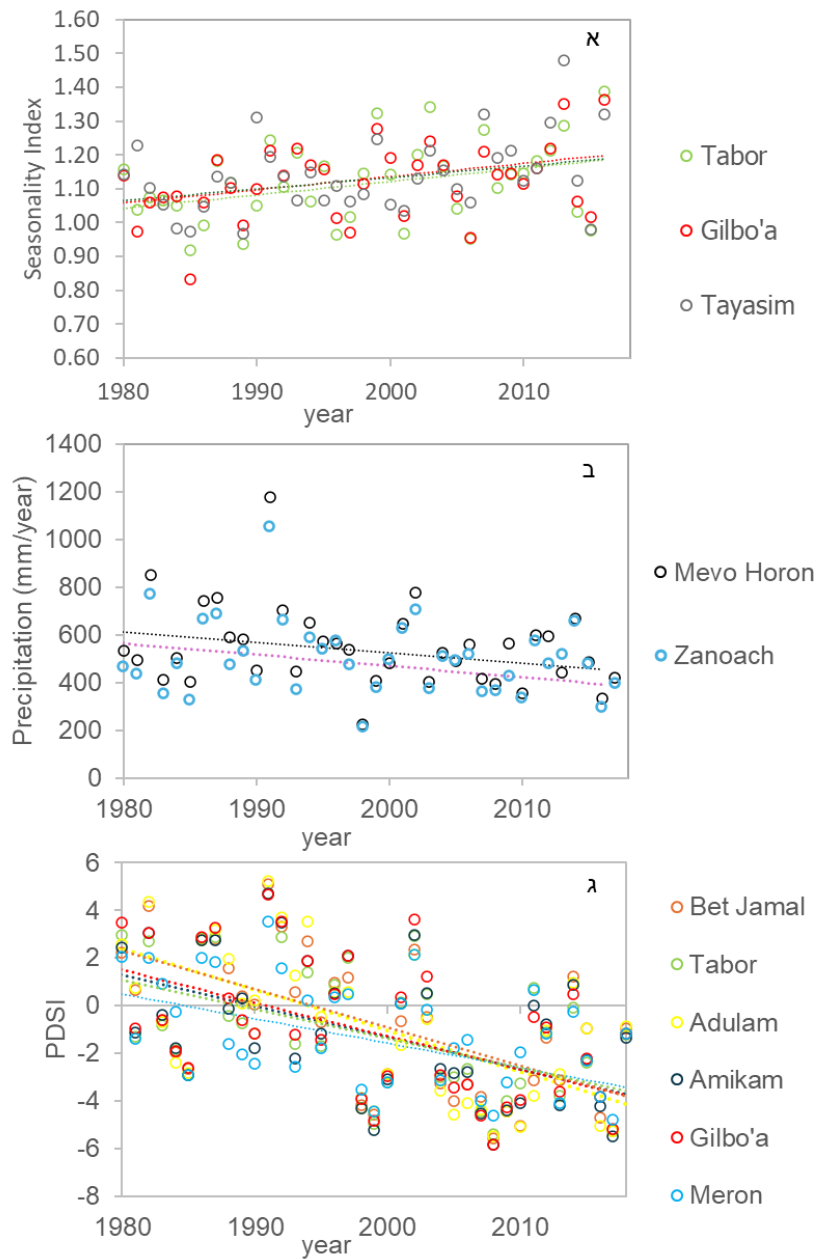 א
1.60
1.50
1.40
1.30
1.20
1.10
1.00
0.90
0.80
0.70
0.60
Seasonality Index
1980
1990
2000
2010
year
Tabor
Gilbo'a
Tayasim
ב
1400
1200
1000
800
600
400
200
0
Precipitation (mm/year)
1980
1990
2000
2010
year
Mevo Horon
Zanoach
ג
6
4
2
0
-2
-4
-6
-8
PDSI
1980
1990
2000
2010
year
Bet Jamal
Tabor
Adulam
Amikam
Gilbo'a
Meron